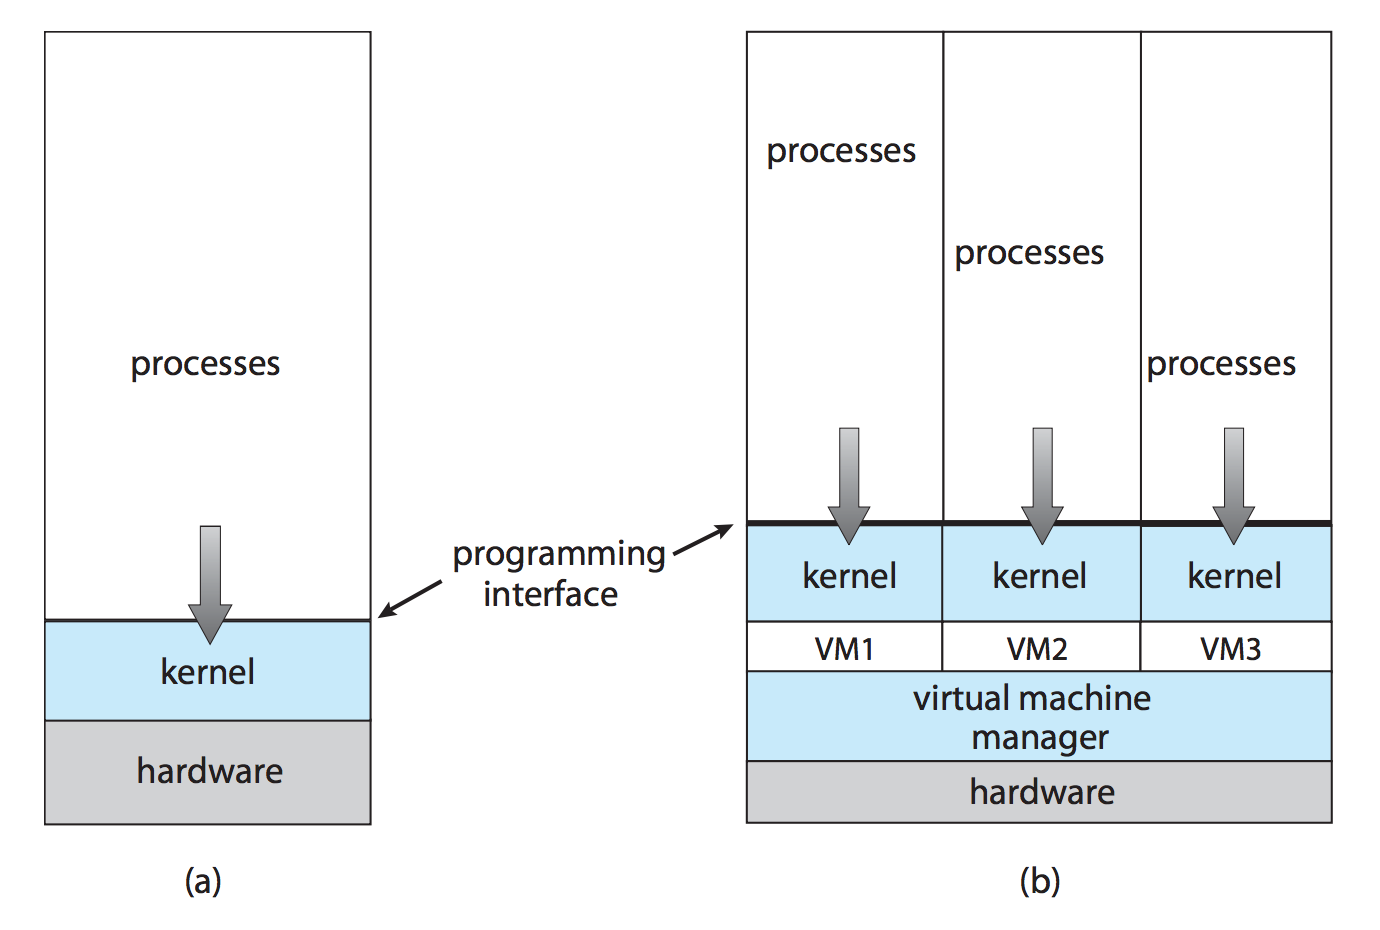 processes
kernel
hardware
(a)
programming
interface
processes
processes
processes
kernel
kernel
kernel
VM1
VM2
VM3
virtual machine
manager
hardware
(b)